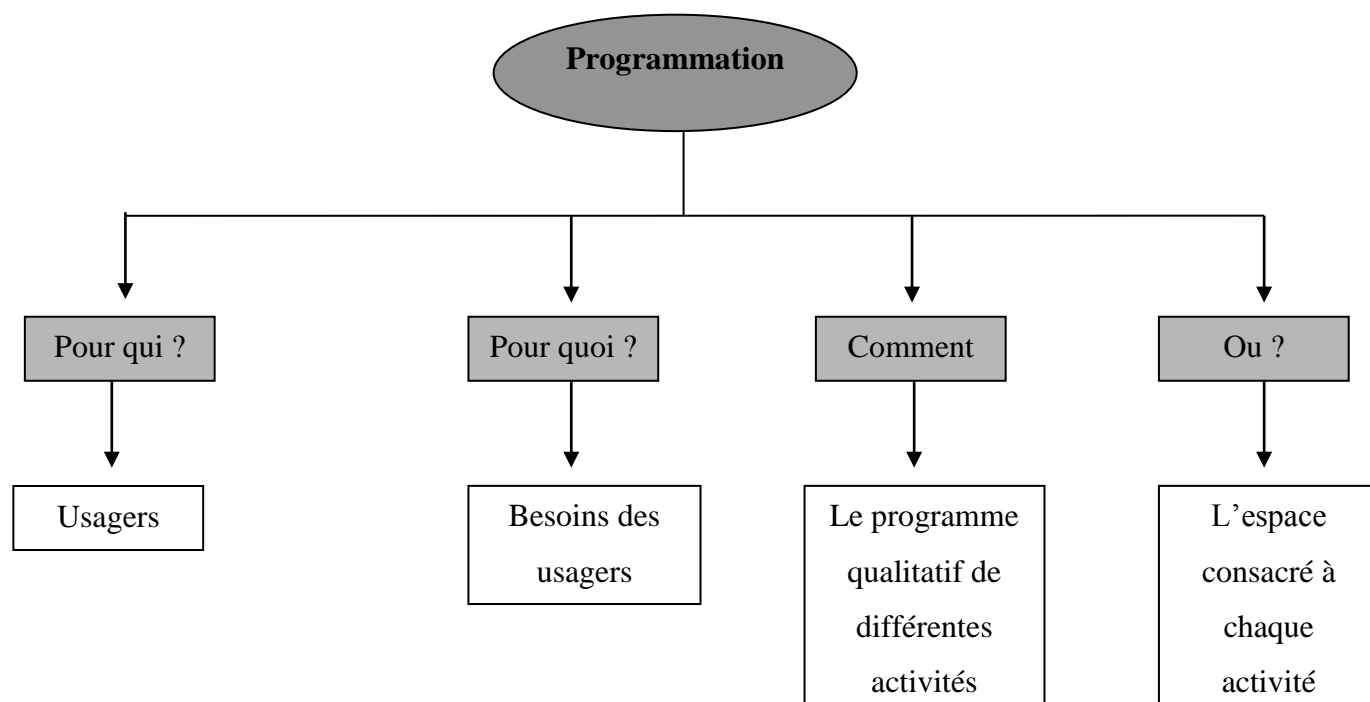 Programmation
Pour qui ?
Pour quoi ?
Comment
Ou ?
Usagers
Besoins des
usagers
Le programme
qualitatif de
différentes
activités
L’espace
consacré à
chaque
activité